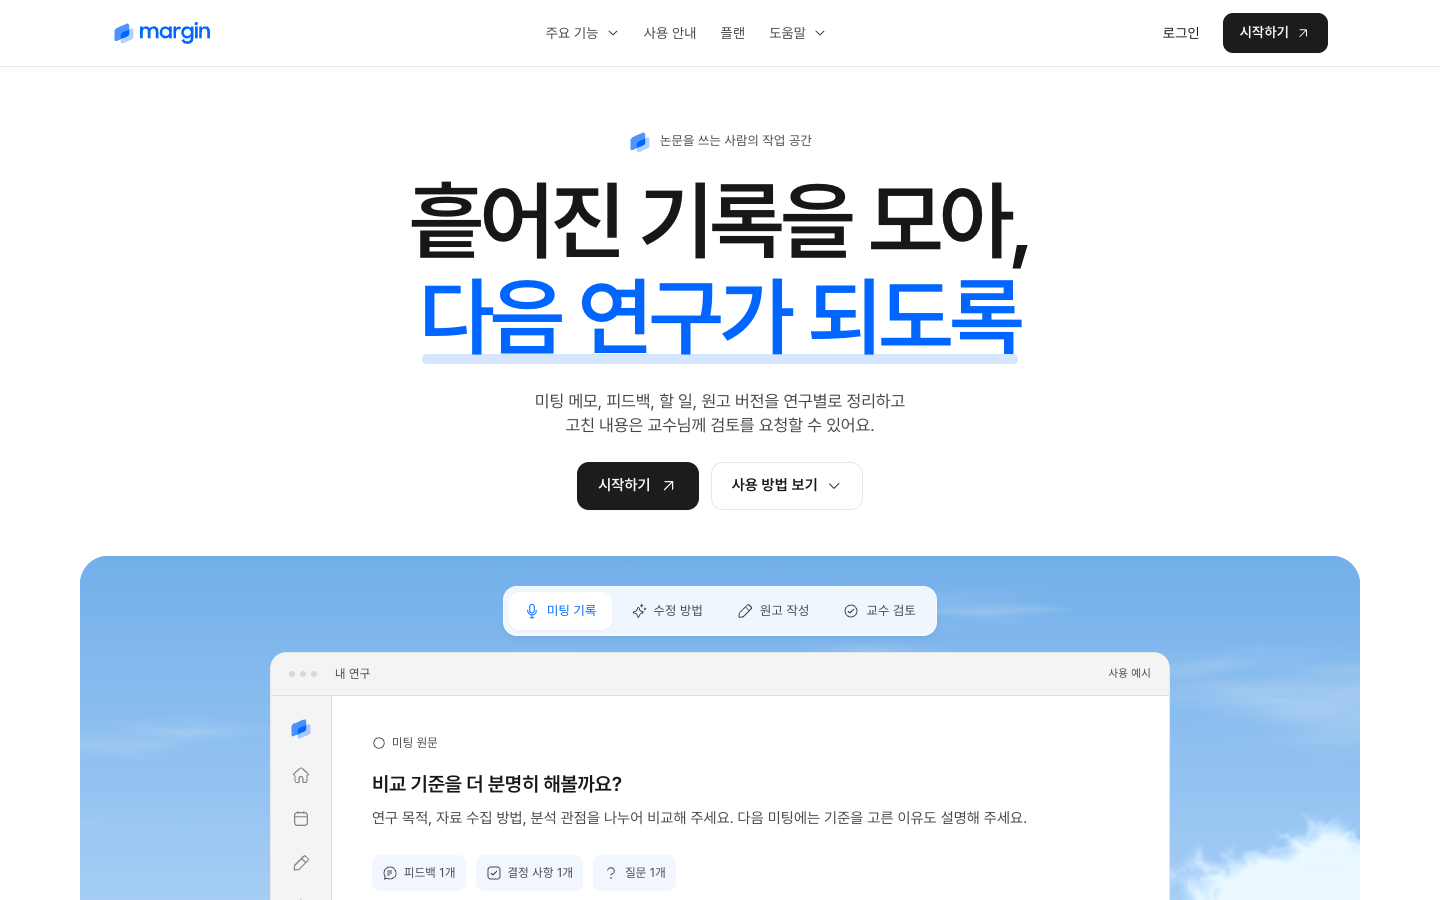 margin
주요 기능
사용 안내
플랜
도움말
로그인
시작하기
논문을 쓰는 사람의 작업 공간
흩어진 기록을 모아,
다음 연구가 되도록
미팅 메모, 피드백, 할 일, 원고 버전을 연구별로 정리하고
고친 내용은 교수님께 검토를 요청할 수 있어요.
시작하기
사용 방법 보기
미팅 기록
수정 방법
원고 작성
교수 검토
내 연구
사용 예시
미팅 원문
비교 기준을 더 분명히 해볼까요?
연구 목적, 자료 수집 방법, 분석 관점을 나누어 비교해 주세요. 다음 미팅에는 기준을 고른 이유도 설명해 주세요.
피드백 1개
결정 사항 1개
질문 1개